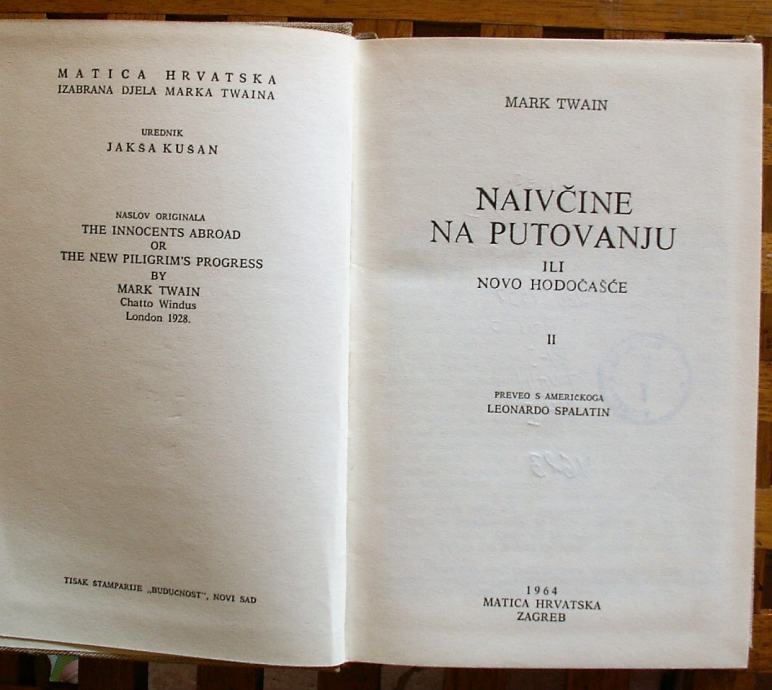 MATICA HRVATSKA
IZABRANA DJELA MARKA TWAINA
UREDNIK
JAKŠA KUŠAN
NASLOV ORIGINALA
THE INNOCENTS ABROAD
OR
THE NEW PILIGRIM'S PROGRESS
BY
MARK TWAIN
Chatto Windus
London 1928.
TISAK ŠTAMPARIJE „BUDUĆNOST", NOVI SAD
MARK TWAIN
NAIVČINE
NA PUTOVANJU
ILI
NOVO HODOČAŠĆE
II
PREVEO S AMERIČKOGA
LEONARDO SPALATIN
1964
MATICA HRVATSKA
ZAGREB